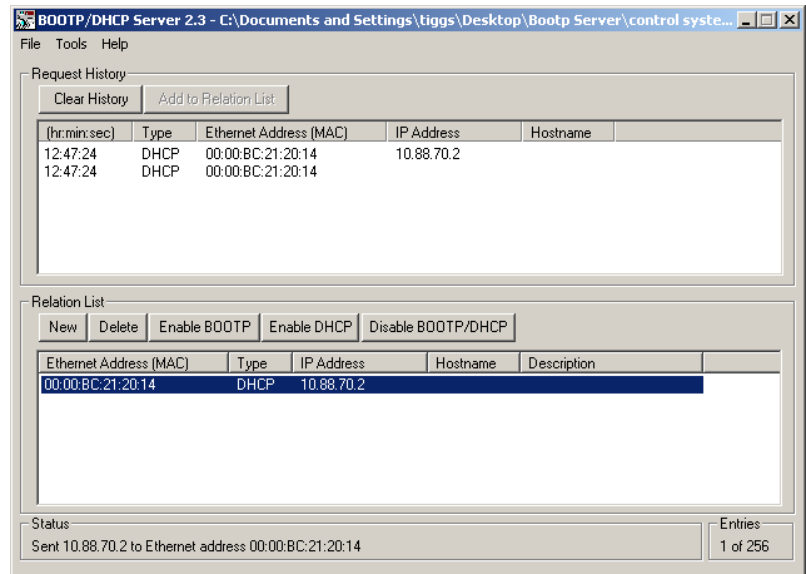 BOOTP/DHCP Server 2.3 - C:\Documents and Settings\tiggs\Desktop\Bootp Server\control syste...
File Tools Help
Request History
Clear History Add to Relation List
(hr:min:sec) Type Ethernet Address (MAC) IP Address Hostname
12:47:24 DHCP 00:00:BC:21:20:14 10.88.70.2
12:47:24 DHCP 00:00:BC:21:20:14
Relation List
New Delete Enable BOOTP Enable DHCP Disable BOOTP/DHCP
Ethernet Address (MAC) Type IP Address Hostname Description
00:00:BC:21:20:14 DHCP 10.88.70.2
Status Entries
Sent 10.88.70.2 to Ethernet address 00:00:BC:21:20:14 1 of 256